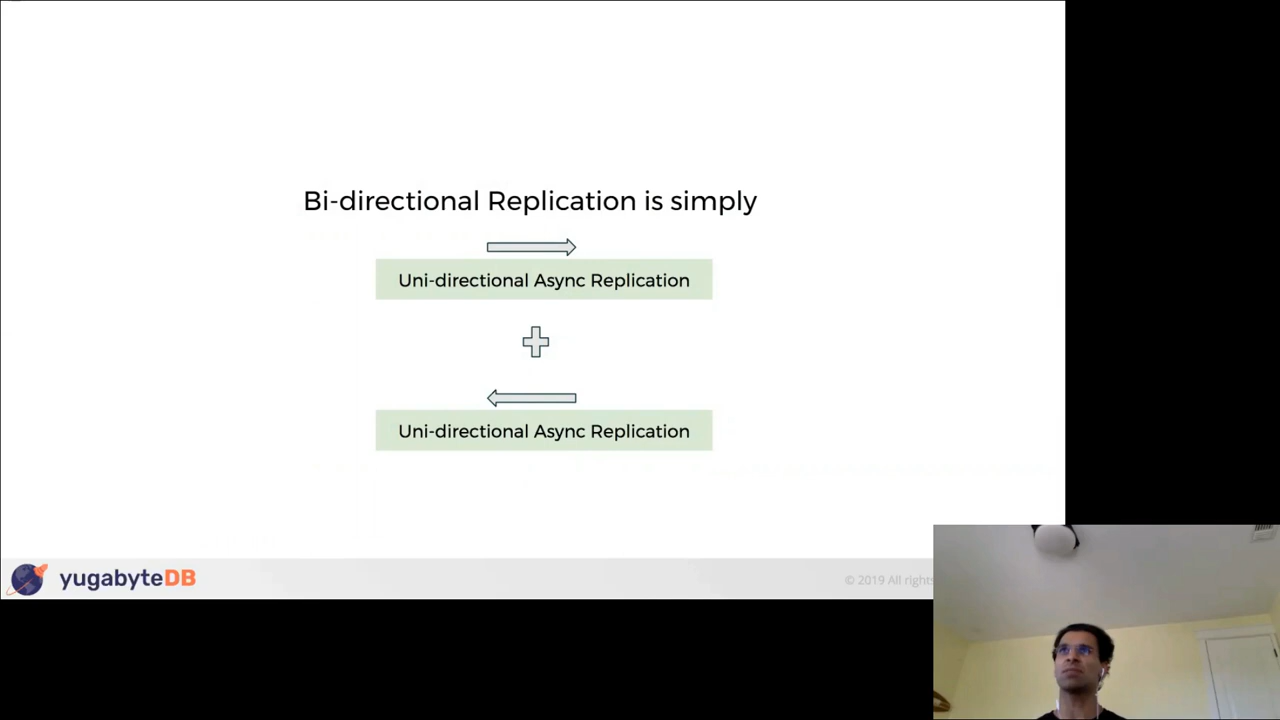 Bi-directional Replication is simply
Uni-directional Async Replication
Uni-directional Async Replication
yugabyteDB
© 2019 All rights